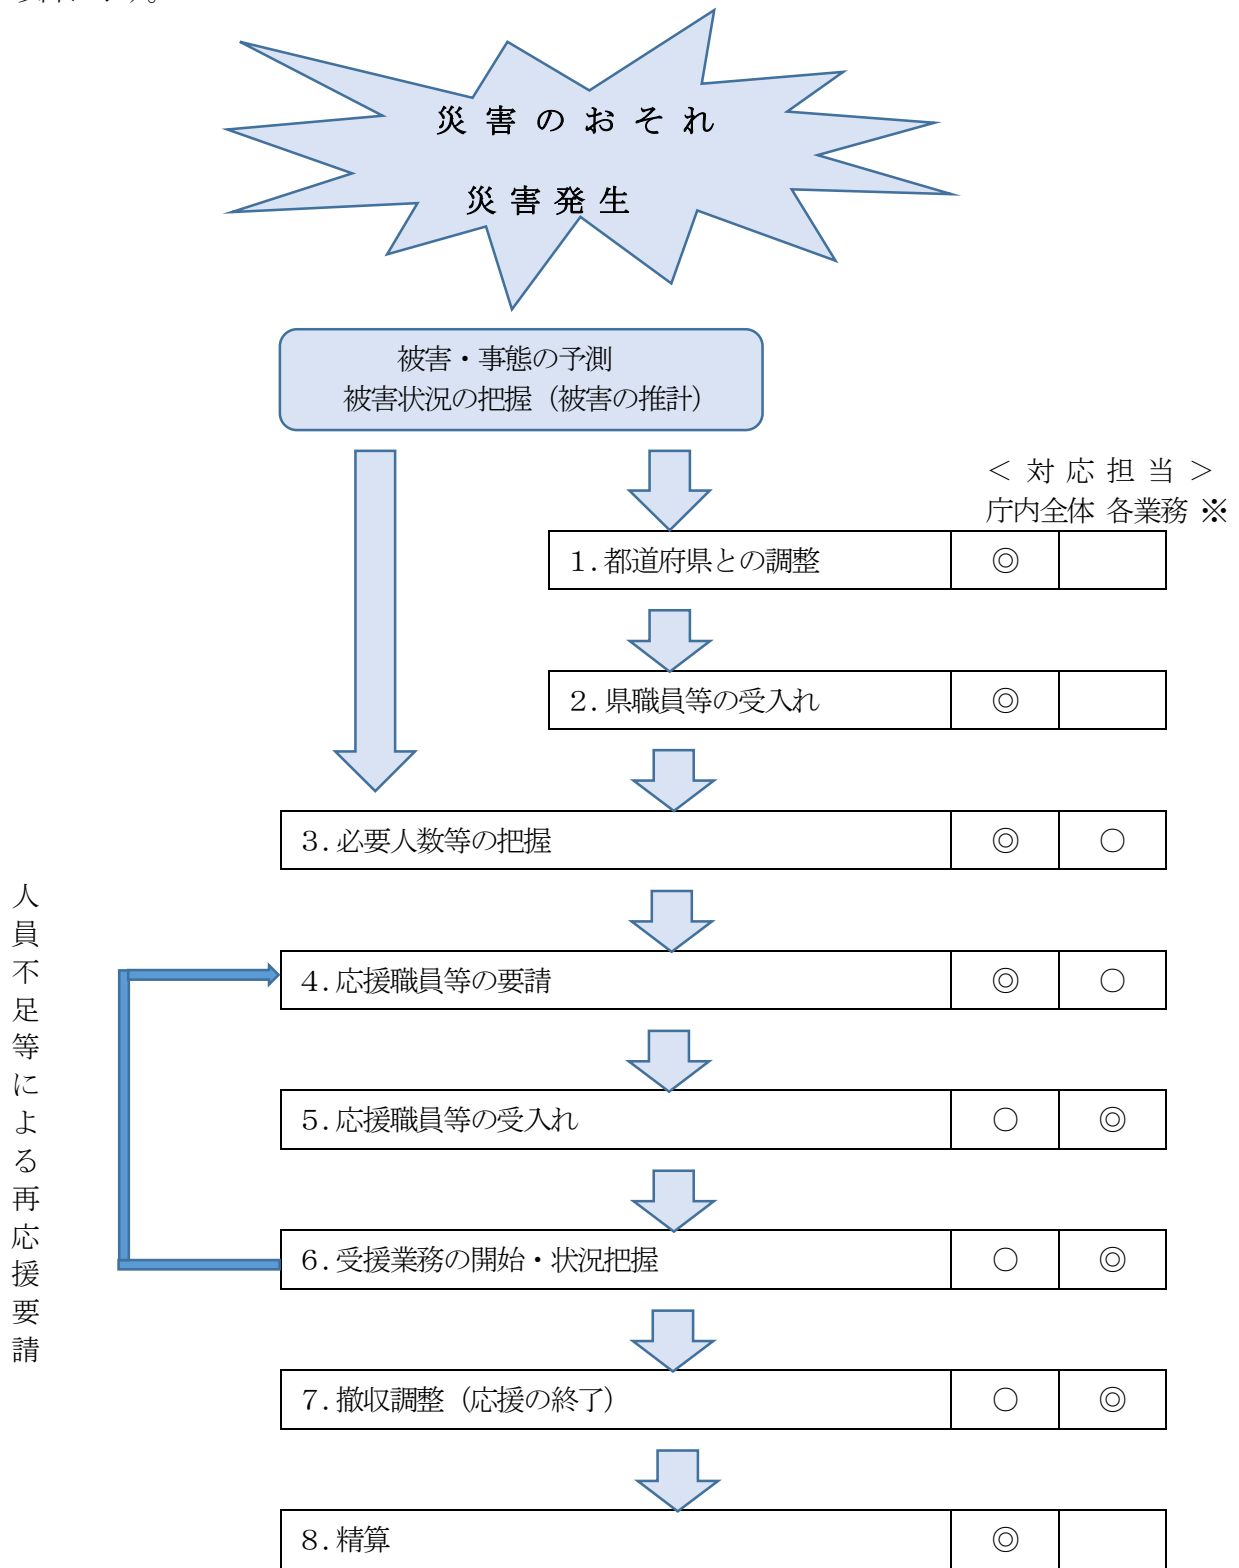 災害のおそれ
災害発生
被害・事態の予測
被害状況の把握（被害の推計）
＜対応担当＞
庁内全体 各業務 ※
１．都道府県との調整 ◎
２．県職員等の受入れ ◎
３．必要人数等の把握 ◎ ○
４．応援職員等の要請 ◎ ○
５．応援職員等の受入れ ○ ◎
６．受援業務の開始・状況把握 ○ ◎
７．撤収調整（応援の終了） ○ ◎
８．精算 ◎
人員不足等による再応援要請